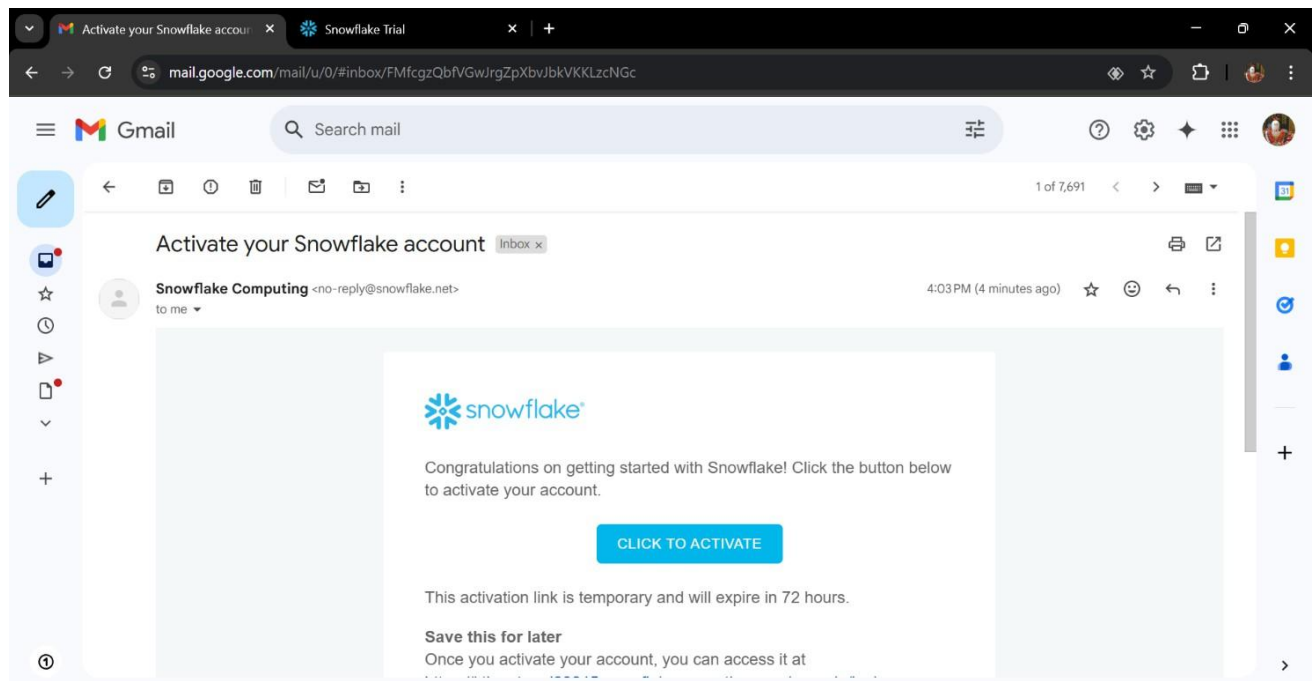 Activate your Snowflake accoun
Snowflake Trial
mail.google.com/mail/u/0/#inbox/FMfcgzQbfVGwJrgZpXbvJbkVKKLzcNGc
Gmail
Search mail
1 of 7,691
31
Activate your Snowflake account Inbox x
Snowflake Computing <no-reply@snowflake.net>
4:03 PM (4 minutes ago)
to me
snowflake®
Congratulations on getting started with Snowflake! Click the button below
to activate your account.
CLICK TO ACTIVATE
This activation link is temporary and will expire in 72 hours.
Save this for later
Once you activate your account, you can access it at
1